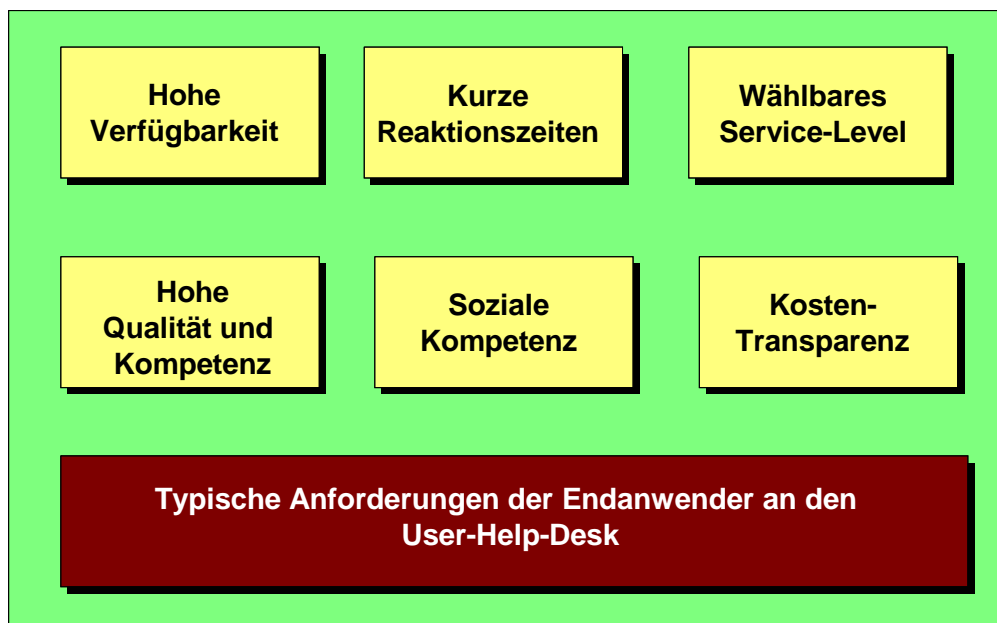 Hohe
Verfügbarkeit
Kurze
Reaktionszeiten
Wählbares
Service-Level
Hohe
Qualität und
Kompetenz
Soziale
Kompetenz
Kosten-
Transparenz
Typische Anforderungen der Endanwender an den
User-Help-Desk